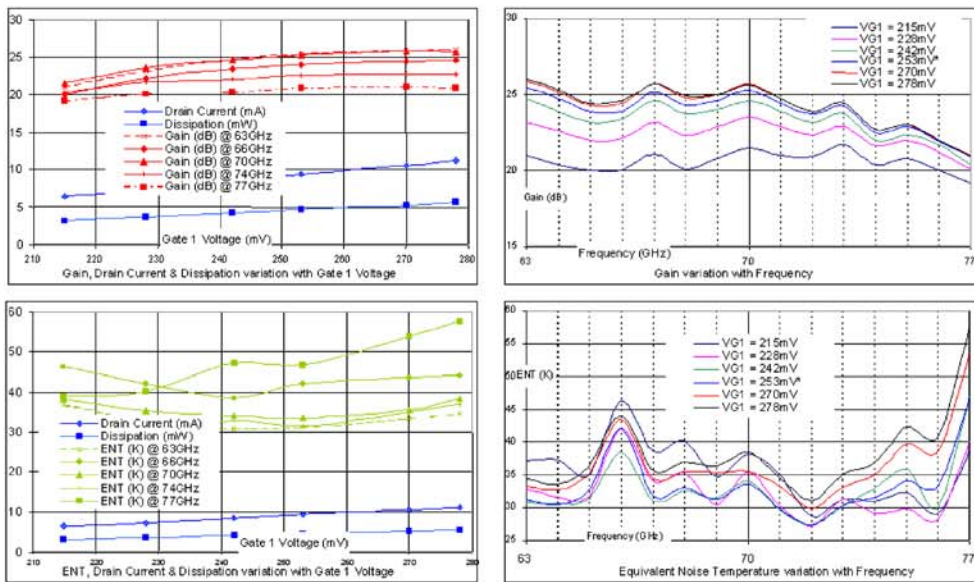 30
25
20
15
10
5
0
Drain Current (mA)
Dissipation (mW)
Gain (dB) @ 63GHz
Gain (dB) @ 66GHz
Gain (dB) @ 70GHz
Gain (dB) @ 74GHz
Gain (dB) @ 77GHz
Gate 1 Voltage (mV)
210 220 230 240 250 260 270 280
Gain, Drain Current & Dissipation variation with Gate 1 Voltage
25
15
VG1 = 215mV
VG1 = 228mV
VG1 = 242mV
VG1 = 253mV*
VG1 = 270mV
VG1 = 278mV
Gain (dB)
Frequency (GHz)
63 70 77
Gain variation with Frequency
60
50
40
30
20
10
0
Drain Current (mA)
Dissipation (mW)
ENT (K) @ 63GHz
ENT (K) @ 66GHz
ENT (K) @ 70GHz
ENT (K) @ 74GHz
ENT (K) @ 77GHz
Gate 1 Voltage (mV)
210 220 230 240 250 260 270 280
ENT, Drain Current & Dissipation variation with Gate 1 Voltage
55
50
45
40
35
30
25
ENT (K)
VG1 = 215mV
VG1 = 228mV
VG1 = 242mV
VG1 = 253mV*
VG1 = 270mV
VG1 = 278mV
Frequency (GHz)
63 70 77
Equivalent Noise Temperature variation with Frequency